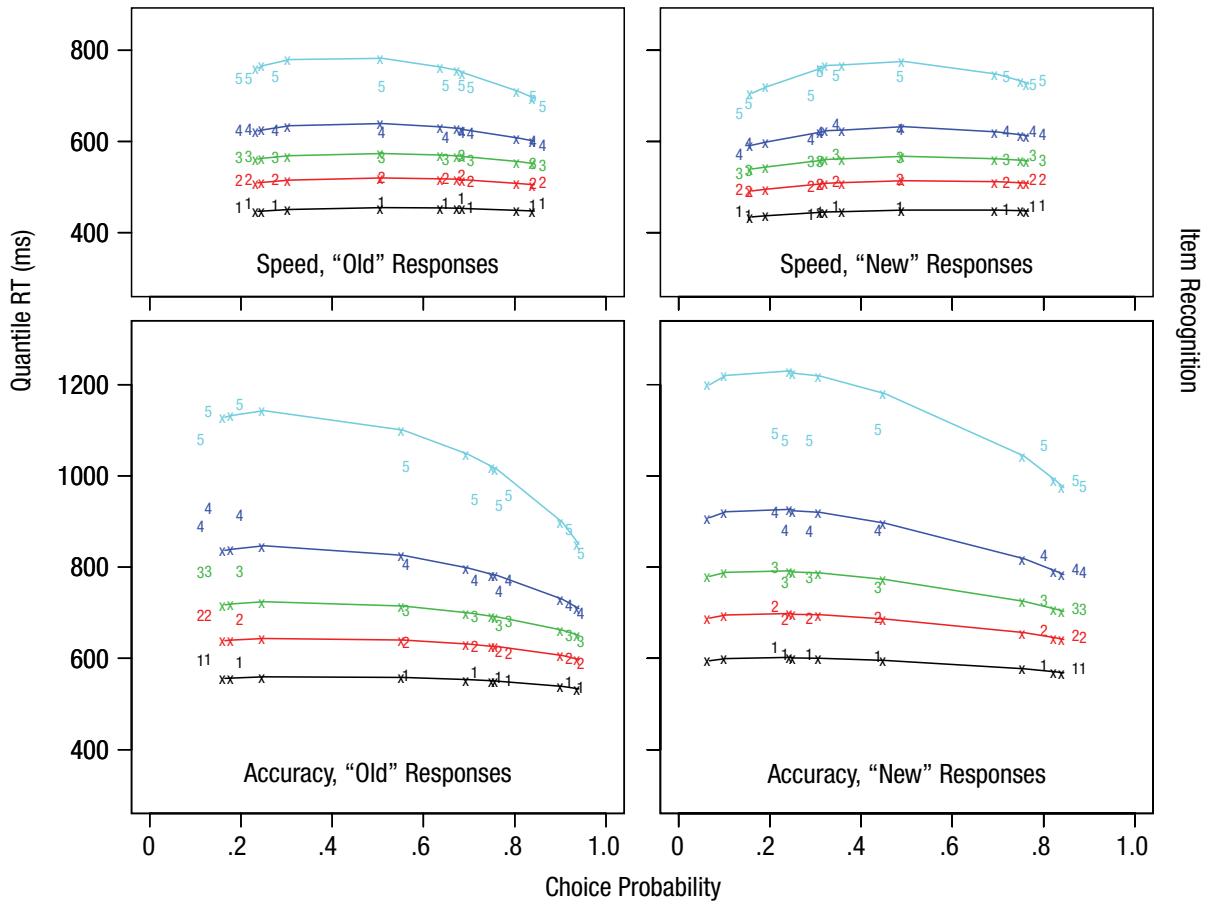 800
600
400
Speed, “Old” Responses
Speed, “New” Responses
Quantile RT (ms)
Item Recognition
1200
1000
800
600
400
Accuracy, “Old” Responses
Accuracy, “New” Responses
0 .2 .4 .6 .8 1.0
0 .2 .4 .6 .8 1.0
Choice Probability